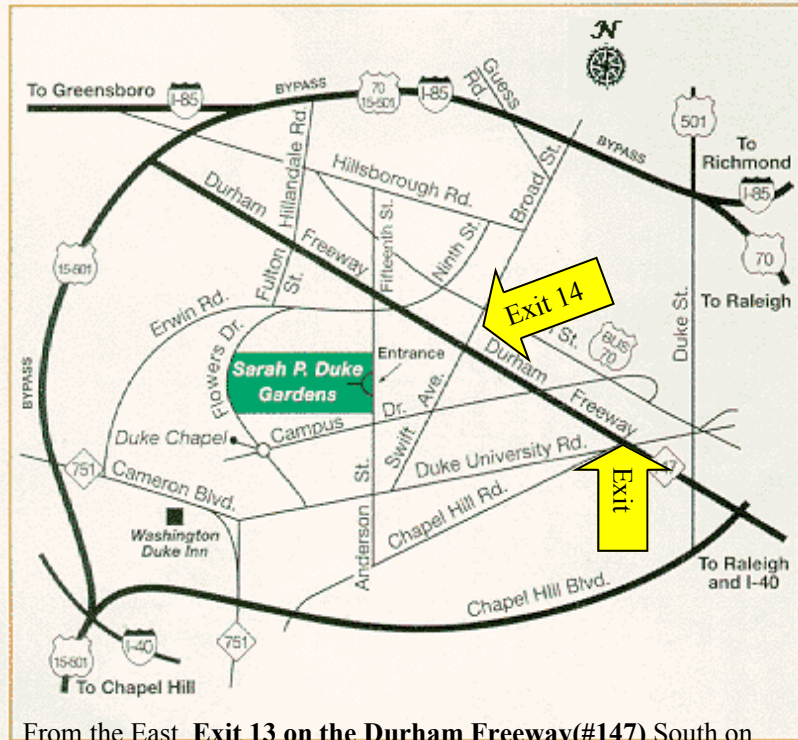 N
To Greensboro
I-85
BYPASS
70
15-501
I-85
Guess Rd.
501
BYPASS
To Richmond
I-85
70
To Raleigh
Hillandale Rd.
Hillsborough Rd.
Broad St.
Durham Freeway
Fifteenth St.
Ninth St.
Fulton St.
15-501
Exit 14
St.
BUS 70
Duke St.
Erwin Rd.
Flowers Dr.
BYPASS
Sarah P. Duke Gardens
Entrance
Durham Freeway
Campus Dr.
Swift Ave.
Duke Chapel
Duke University Rd.
751
Cameron Blvd.
Anderson St.
Chapel Hill Rd.
Exit
Washington Duke Inn
To Raleigh and I-40
Chapel Hill Blvd.
751
I-40
15-501
To Chapel Hill
From the East, Exit 13 on the Durham Freeway(#147) South on